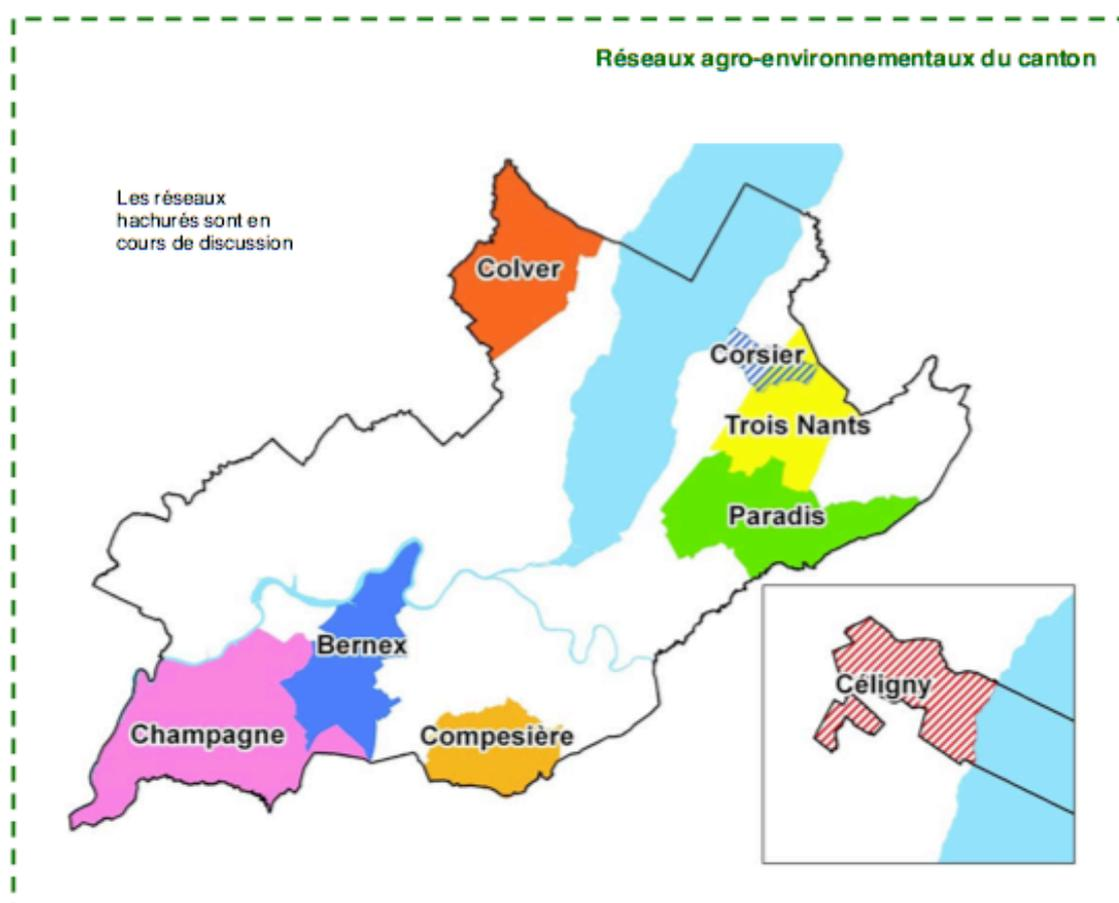 Réseaux agro-environnementaux du canton
Les réseaux
hachurés sont en
cours de discussion
Colver
Corsier
Trois Nants
Paradis
Bernex
Céligny
Champagne
Compesière